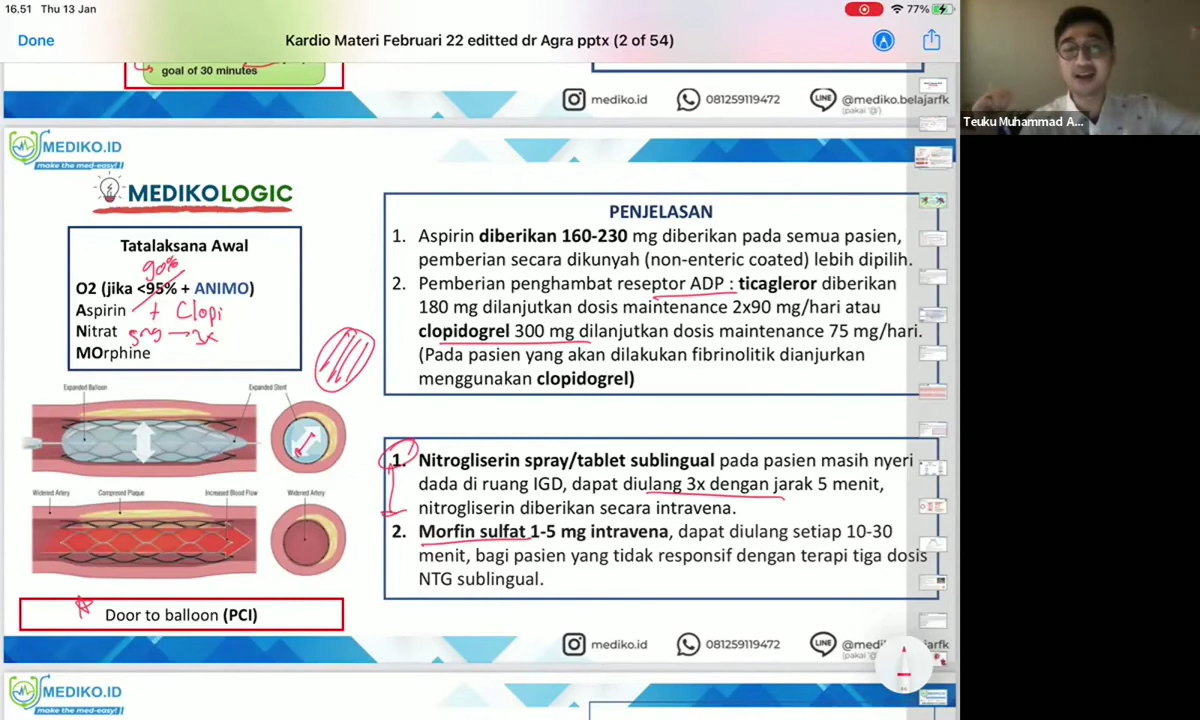 16.51 Thu 13 Jan
77%
Done
Kardio Materi Februari 22 editted dr Agra pptx (2 of 54)
Teuku Muhammad A...
goal of 30 minutes
mediko.id
081259119472
LINE
@mediko.belajarfk
(pakai '@')
MEDIKO.ID
make the med-easy!
MEDIKOLOGIC
Tatalaksana Awal
90%
O2 (jika <95% + ANIMO)
Aspirin + Clopi
Nitrat 5mg → 3x
MOrphine
Expanded Balloon
Expanded Stent
Widened Artery
Compressed Plaque
Increased Blood Flow
Widened Artery
Door to balloon (PCI)
PENJELASAN
1. Aspirin diberikan 160-230 mg diberikan pada semua pasien,
pemberian secara dikunyah (non-enteric coated) lebih dipilih.
2. Pemberian penghambat reseptor ADP : ticagleror diberikan
180 mg dilanjutkan dosis maintenance 2x90 mg/hari atau
clopidogrel 300 mg dilanjutkan dosis maintenance 75 mg/hari.
(Pada pasien yang akan dilakukan fibrinolitik dianjurkan
menggunakan clopidogrel)
1. Nitrogliserin spray/tablet sublingual pada pasien masih nyeri
dada di ruang IGD, dapat diulang 3x dengan jarak 5 menit,
nitrogliserin diberikan secara intravena.
2. Morfin sulfat 1-5 mg intravena, dapat diulang setiap 10-30
menit, bagi pasien yang tidak responsif dengan terapi tiga dosis
NTG sublingual.
mediko.id
081259119472
LINE
MEDIKO.ID
make the med-easy!